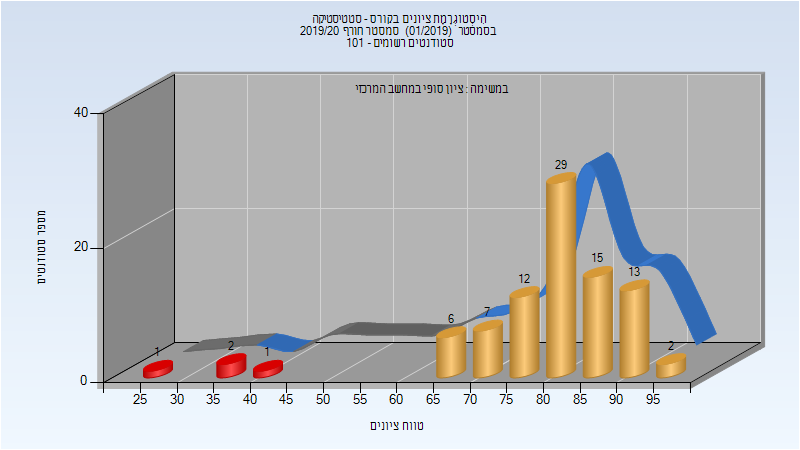 היסטוגרמת ציונים בקורס - סטטיסטיקה
בסמסטר (01/2019) סמסטר חורף 2019/20
סטודנטים רשומים - 101
במשימה : ציון סופי במחשב המרכזי
מספר סטודנטים
40
20
0
1
2
1
6
7
12
29
15
13
2
25 30 35 40 45 50 55 60 65 70 75 80 85 90 95
טווח ציונים